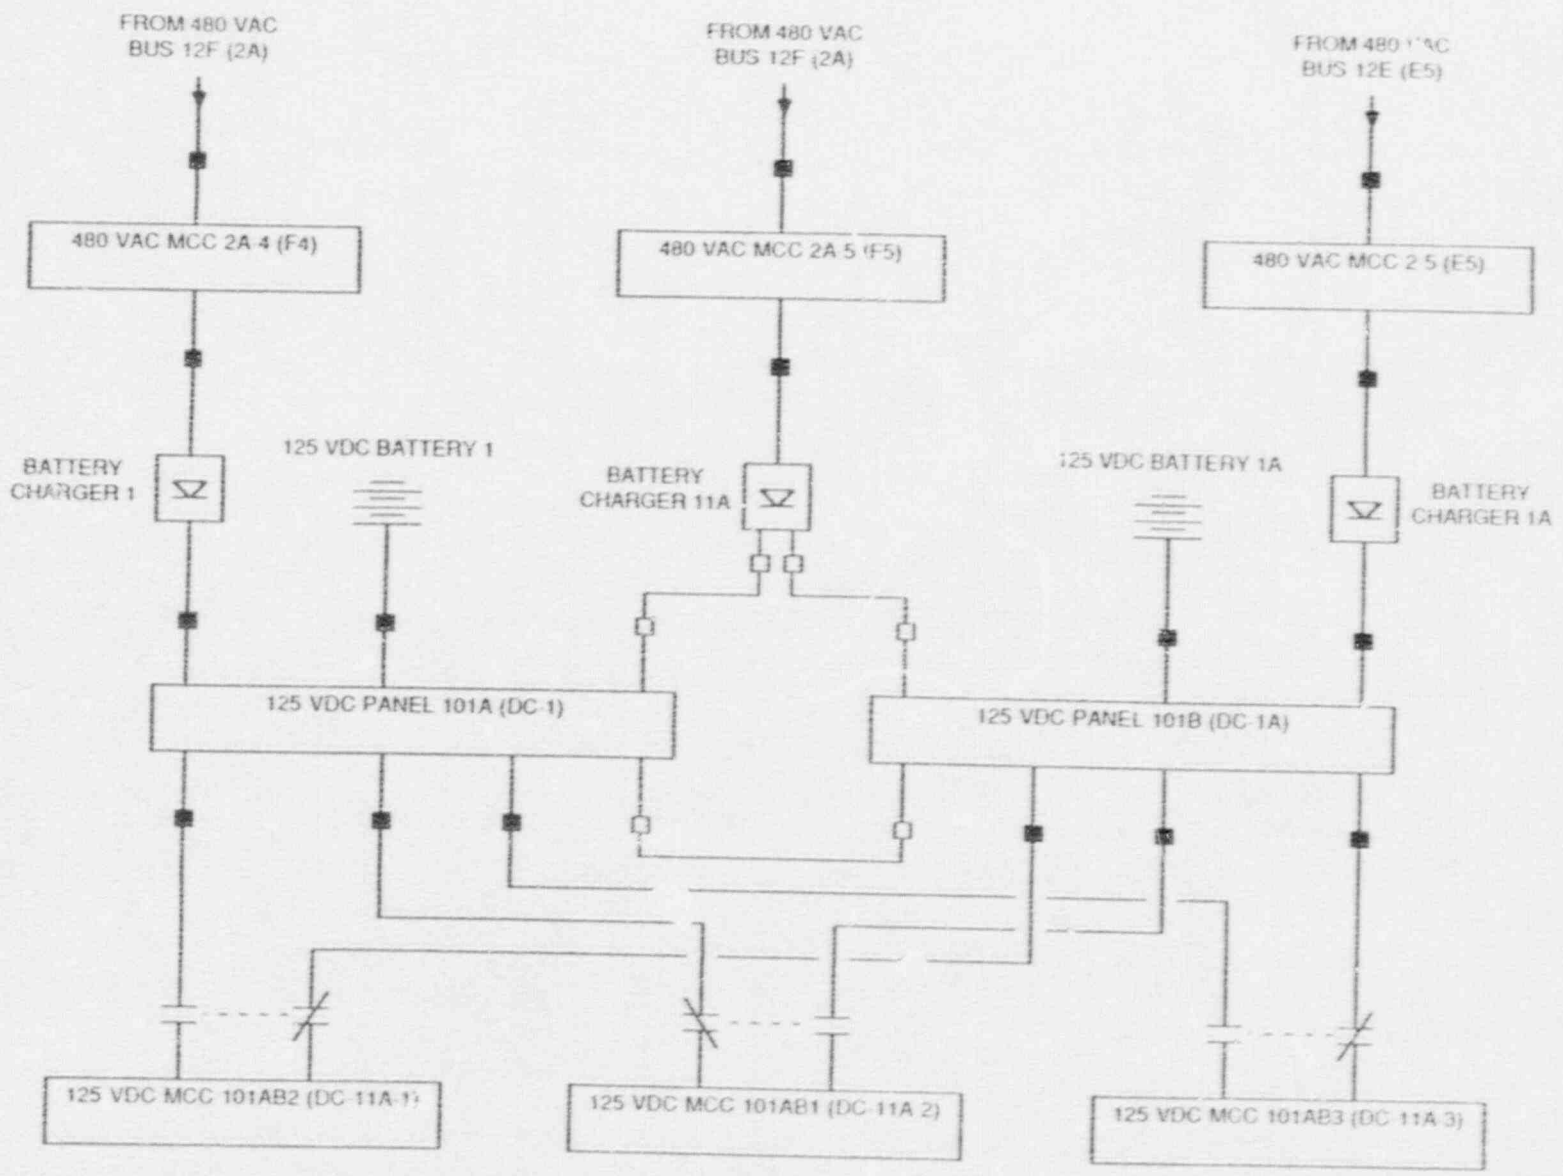 FROM 480 VAC
BUS 12F (2A)
FROM 480 VAC
BUS 12F (2A)
FROM 480 VAC
BUS 12E (E5)
480 VAC MCC 2A-4 (F4)
480 VAC MCC 2A-5 (F5)
480 VAC MCC 2-5 (E5)
BATTERY
CHARGER 1
125 VDC BATTERY 1
BATTERY
CHARGER 11A
125 VDC BATTERY 1A
BATTERY
CHARGER 1A
125 VDC PANEL 101A (DC-1)
125 VDC PANEL 101B (DC-1A)
125 VDC MCC 101AB2 (DC-11A-1)
125 VDC MCC 101AB1 (DC-11A-2)
125 VDC MCC 101AB3 (DC-11A-3)